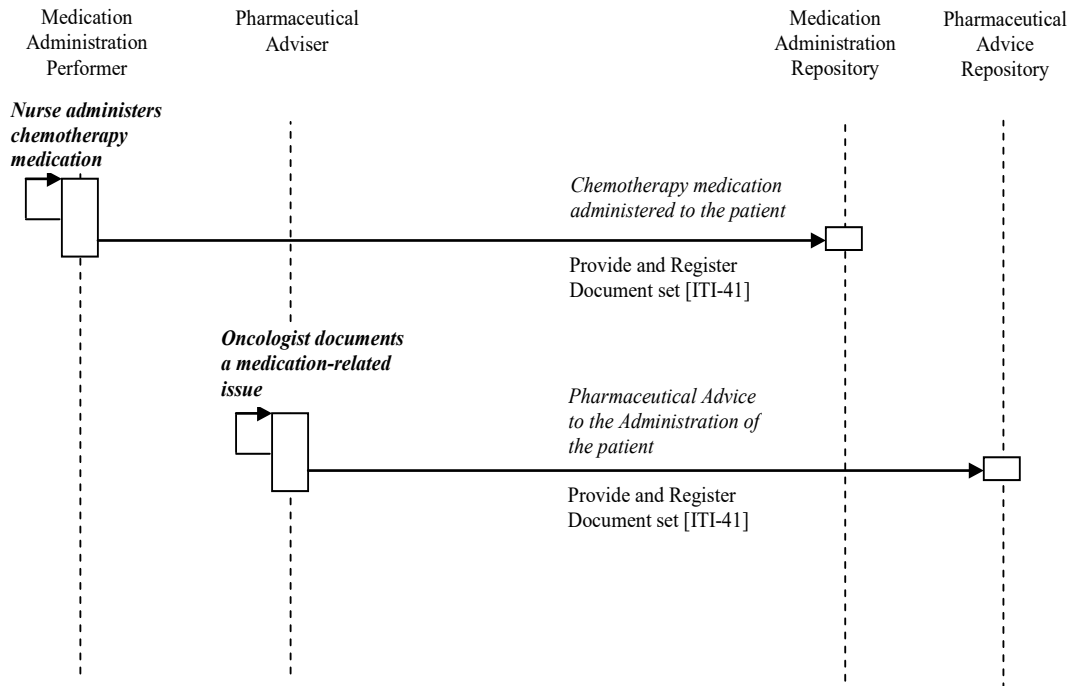 Medication
Administration
Performer
Pharmaceutical
Adviser
Medication
Administration
Repository
Pharmaceutical
Advice
Repository
Nurse administers
chemotherapy
medication
Chemotherapy medication
administered to the patient
Provide and Register
Document set [ITI-41]
Oncologist documents
a medication-related
issue
Pharmaceutical Advice
to the Administration of
the patient
Provide and Register
Document set [ITI-41]